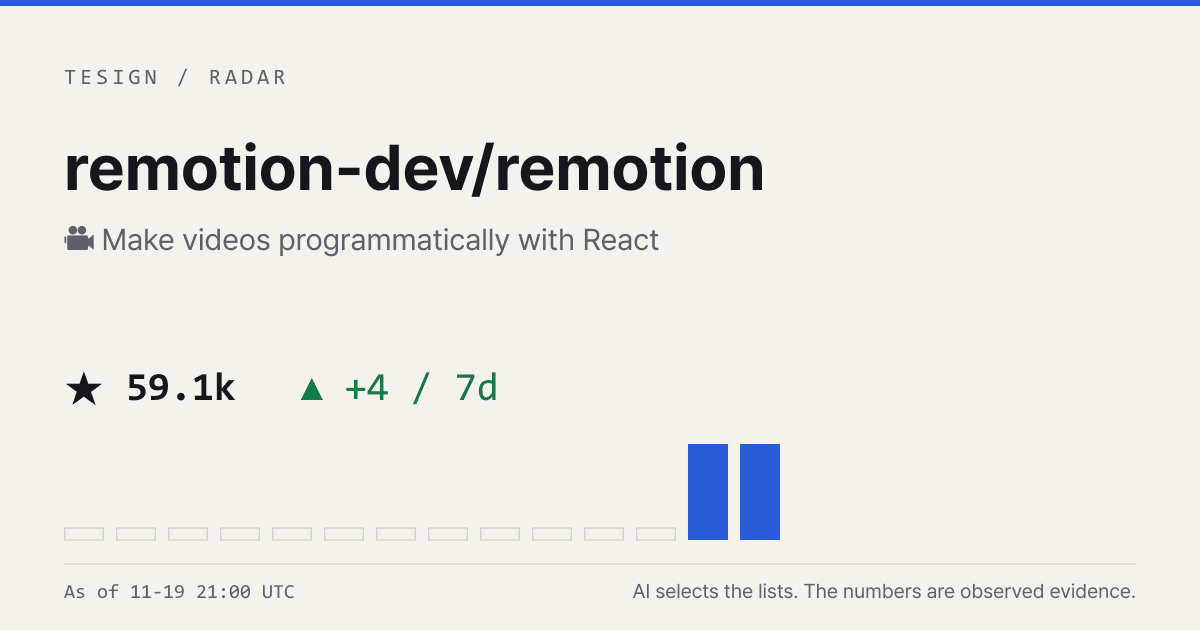 TESIGN / RADAR
remotion-dev/remotion
🎥 Make videos programmatically with React
★ 59.1k ▲ +4 / 7d
As of 11-19 21:00 UTC
AI selects the lists. The numbers are observed evidence.